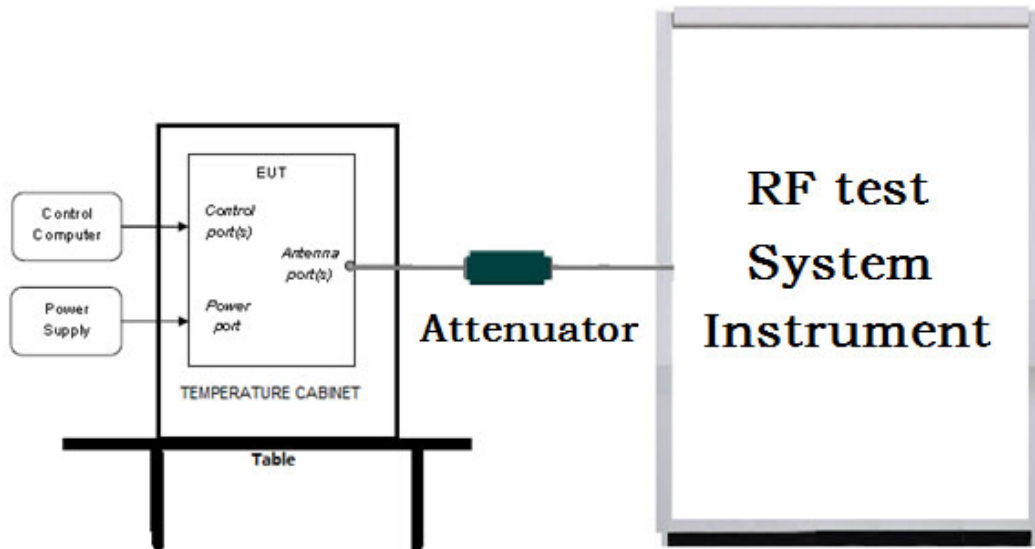 EUT
Control
Computer
Control
port(s)
Antenna
port(s)
Power
Supply
Power
port
TEMPERATURE CABINET
Table
Attenuator
RF test
System
Instrument